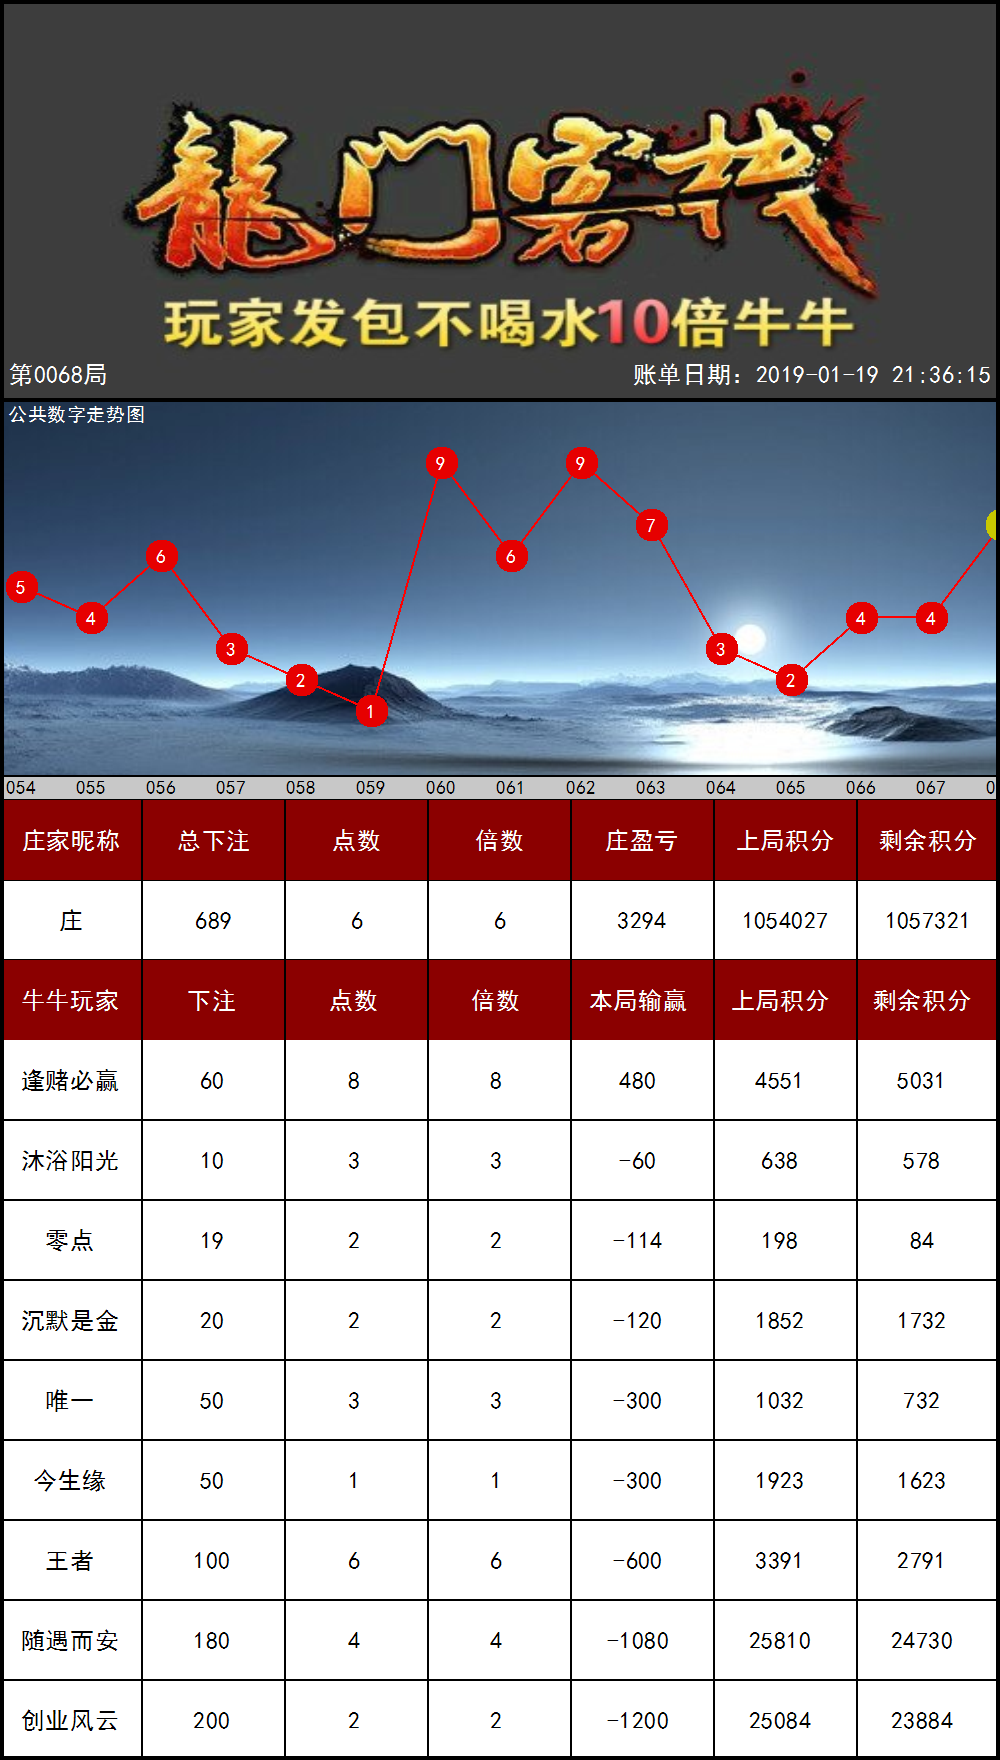 龍门客栈
玩家发包不喝水10倍牛牛
第0068局 账单日期：2019-01-19 21:36:15
公共数字走势图
5 4 6 3 2 1 9 6 9 7 3 2 4 4
054 055 056 057 058 059 060 061 062 063 064 065 066 067 0
庄家昵称 总下注 点数 倍数 庄盈亏 上局积分 剩余积分
庄 689 6 6 3294 1054027 1057321
牛牛玩家 下注 点数 倍数 本局输赢 上局积分 剩余积分
逢赌必赢 60 8 8 480 4551 5031
沐浴阳光 10 3 3 -60 638 578
零点 19 2 2 -114 198 84
沉默是金 20 2 2 -120 1852 1732
唯一 50 3 3 -300 1032 732
今生缘 50 1 1 -300 1923 1623
王者 100 6 6 -600 3391 2791
随遇而安 180 4 4 -1080 25810 24730
创业风云 200 2 2 -1200 25084 23884